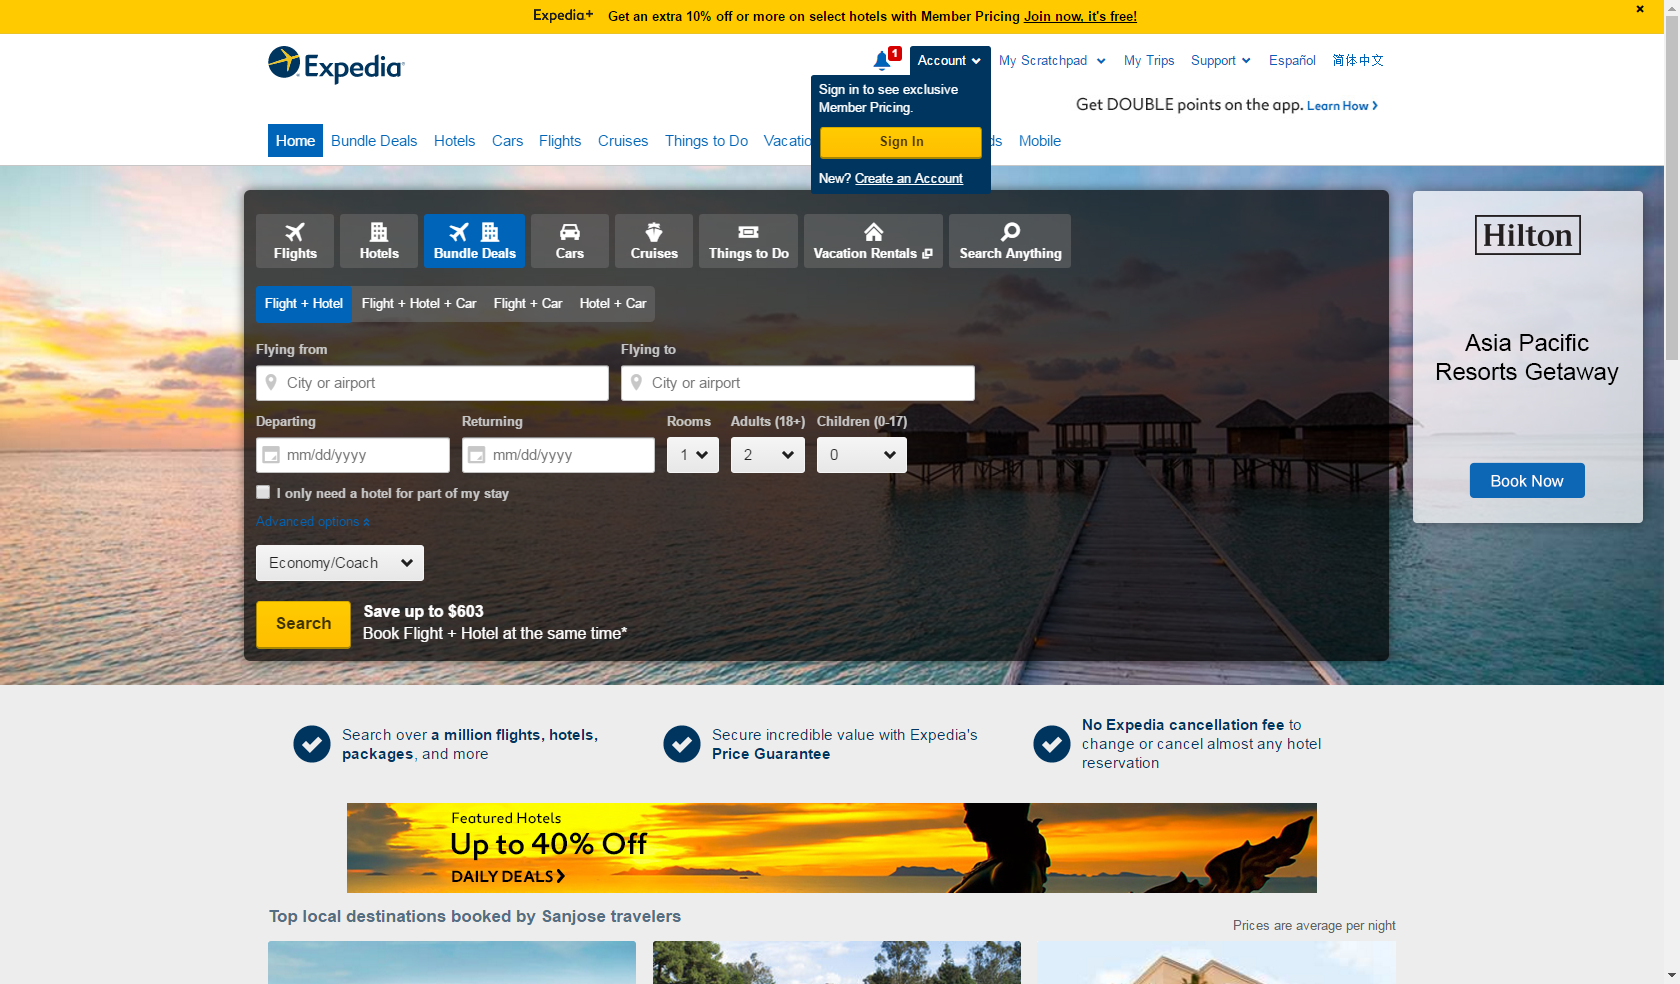 Expedia+ Get an extra 10% off or more on select hotels with Member Pricing Join now, it's free!
Expedia
1
Account My Scratchpad My Trips Support Español 简体中文
Sign in to see exclusive
Member Pricing.
Sign In
New? Create an Account
Get DOUBLE points on the app. Learn How
Home Bundle Deals Hotels Cars Flights Cruises Things to Do Vacatio ds Mobile
Flights Hotels Bundle Deals Cars Cruises Things to Do Vacation Rentals Search Anything
Flight + Hotel Flight + Hotel + Car Flight + Car Hotel + Car
Flying from Flying to
City or airport City or airport
Departing Returning Rooms Adults (18+) Children (0-17)
mm/dd/yyyy mm/dd/yyyy 1 2 0
I only need a hotel for part of my stay
Advanced options
Economy/Coach
Search
Save up to $603
Book Flight + Hotel at the same time*
Hilton
Asia Pacific
Resorts Getaway
Book Now
Search over a million flights, hotels,
packages, and more
Secure incredible value with Expedia's
Price Guarantee
No Expedia cancellation fee to
change or cancel almost any hotel
reservation
Featured Hotels
Up to 40% Off
DAILY DEALS
Top local destinations booked by Sanjose travelers
Prices are average per night